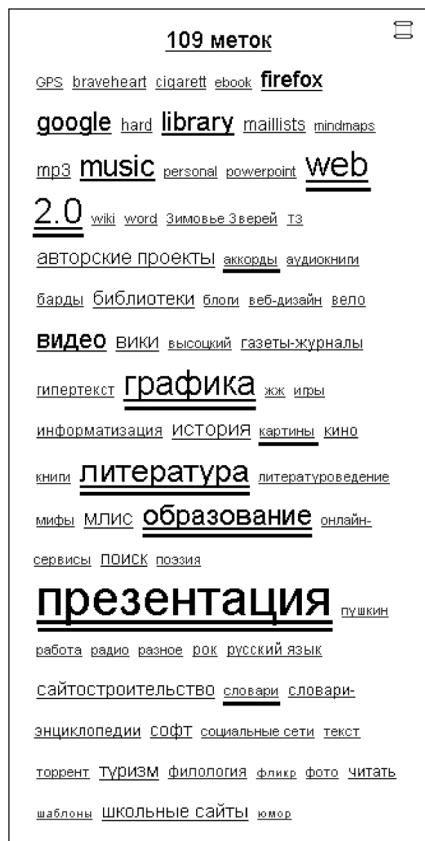 109 меток
GPS braveheart cigarett ebook firefox
google hard library maillists mindmaps
mp3 music personal powerpoint web
2.0 wiki word Зимовье Зверей ТЗ
авторские проекты аккорды аудиокниги
барды библиотеки блоги веб-дизайн вело
видео вики высоцкий газеты-журналы
гипертекст графика жж игры
информатизация история картины кино
книги литература литературоведение
мифы млис образование онлайн-
сервисы поиск поэзия
презентация пушкин
работа радио разное рок русский язык
сайтостроительство словари словари-
энциклопедии софт социальные сети текст
торрент туризм филология фликр фото читать
шаблоны школьные сайты юмор